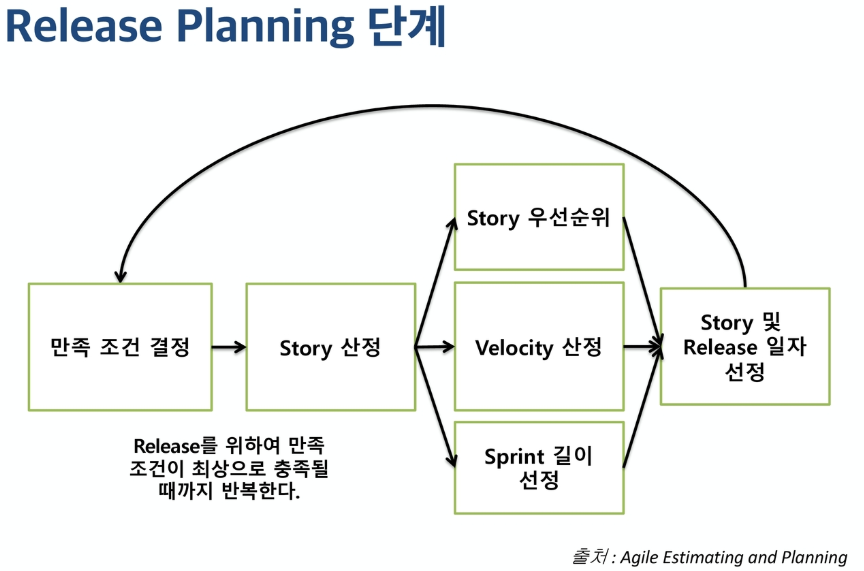 Release Planning 단계
만족 조건 결정
Story 산정
Story 우선순위
Velocity 산정
Sprint 길이
선정
Story 및
Release 일자
선정
Release를 위하여 만족
조건이 최상으로 충족될
때까지 반복한다.
출처 : Agile Estimating and Planning